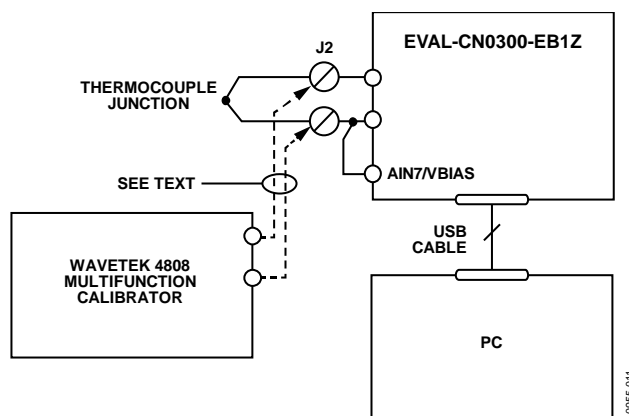 J2
EVAL-CN0300-EB1Z
THERMOCOUPLE
JUNCTION
AIN7/VBIAS
SEE TEXT
USB
CABLE
WAVETEK 4808
MULTIFUNCTION
CALIBRATOR
PC